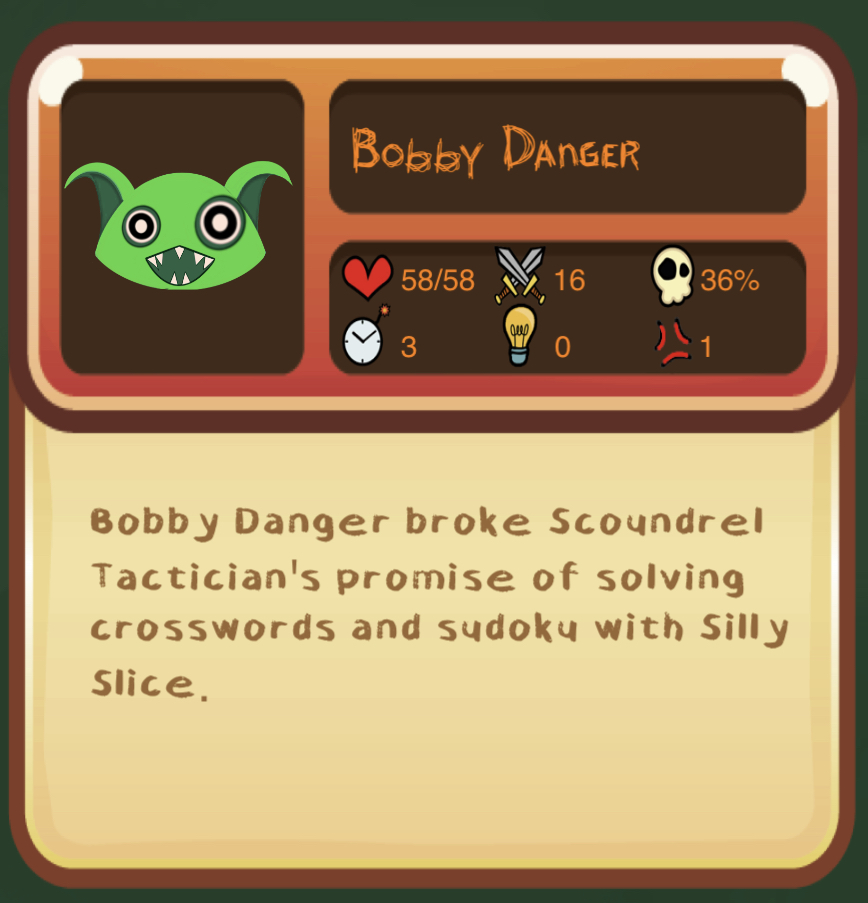 Bobby Danger
58/58 16 36%
3 0 1
Bobby Danger broke Scoundrel
Tactician's promise of solving
crosswords and sudoku with Silly
Slice.